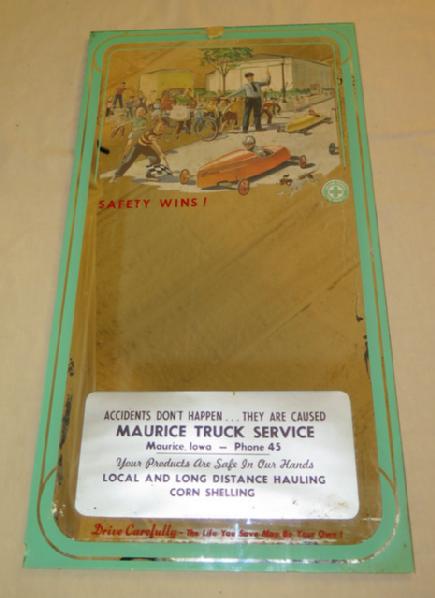 SAFETY WINS!
ACCIDENTS DON'T HAPPEN... THEY ARE CAUSED
MAURICE TRUCK SERVICE
Maurice, Iowa — Phone 45
Your Products Are Safe In Our Hands
LOCAL AND LONG DISTANCE HAULING
CORN SHELLING
Drive Carefully - The Life You Save May Be Your Own!